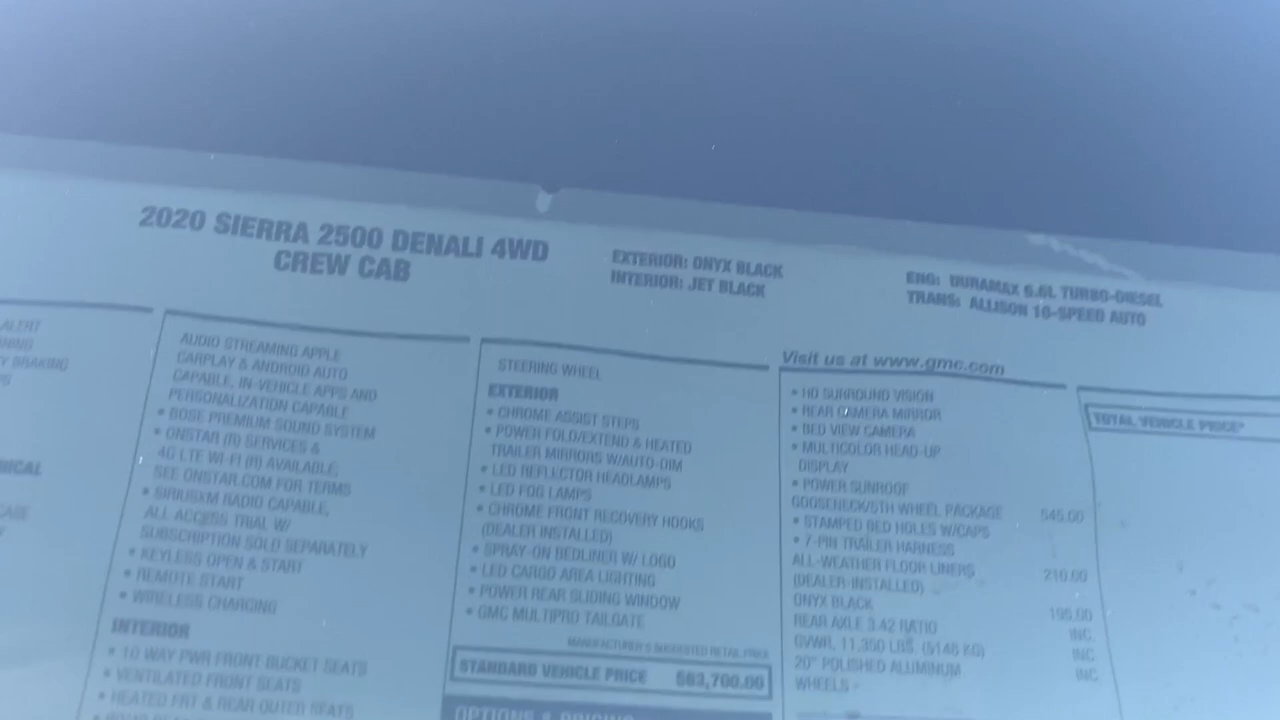 2020 SIERRA 2500 DENALI 4WD
CREW CAB
EXTERIOR: ONYX BLACK
INTERIOR: JET BLACK
ENG: DURAMAX 6.6L TURBO-DIESEL
TRANS: ALLISON 10-SPEED AUTO
ALERT
BRAKING
AUDIO STREAMING APPLE
CARPLAY & ANDROID AUTO
CAPABLE, IN-VEHICLE APPS AND
PERSONALIZATION CAPABLE
• BOSE PREMIUM SOUND SYSTEM
• ONSTAR (R) SERVICES &
4G LTE WI-FI (R) AVAILABLE,
SEE ONSTAR.COM FOR TERMS
• SIRIUSXM RADIO CAPABLE,
ALL ACCESS TRIAL W/
SUBSCRIPTION SOLD SEPARATELY
• KEYLESS OPEN & START
• REMOTE START
• WIRELESS CHARGING
INTERIOR
• 10 WAY PWR FRONT BUCKET SEATS
• VENTILATED FRONT SEATS
• HEATED FRT & REAR OUTER SEATS
STEERING WHEEL
EXTERIOR
• CHROME ASSIST STEPS
• POWER FOLD/EXTEND & HEATED
TRAILER MIRRORS W/AUTO-DIM
• LED REFLECTOR HEADLAMPS
• LED FOG LAMPS
• CHROME FRONT RECOVERY HOOKS
(DEALER INSTALLED)
• SPRAY-ON BEDLINER W/ LOGO
• LED CARGO AREA LIGHTING
• POWER REAR SLIDING WINDOW
• GMC MULTIPRO TAILGATE
MANUFACTURER'S SUGGESTED RETAIL PRICE
STANDARD VEHICLE PRICE $63,700.00
OPTIONS & PRICING
Visit us at www.gmc.com
• HD SURROUND VISION
• REAR CAMERA MIRROR
• BED VIEW CAMERA
• MULTICOLOR HEAD-UP
DISPLAY
• POWER SUNROOF
GOOSENECK/5TH WHEEL PACKAGE 545.00
• STAMPED BED HOLES W/CAPS
• 7-PIN TRAILER HARNESS
ALL-WEATHER FLOOR LINERS 210.00
(DEALER-INSTALLED)
ONYX BLACK 195.00
REAR AXLE 3.42 RATIO INC.
GVWR, 11,350 LBS. (5148 KG) INC.
20" POLISHED ALUMINUM INC.
WHEELS
TOTAL VEHICLE PRICE*